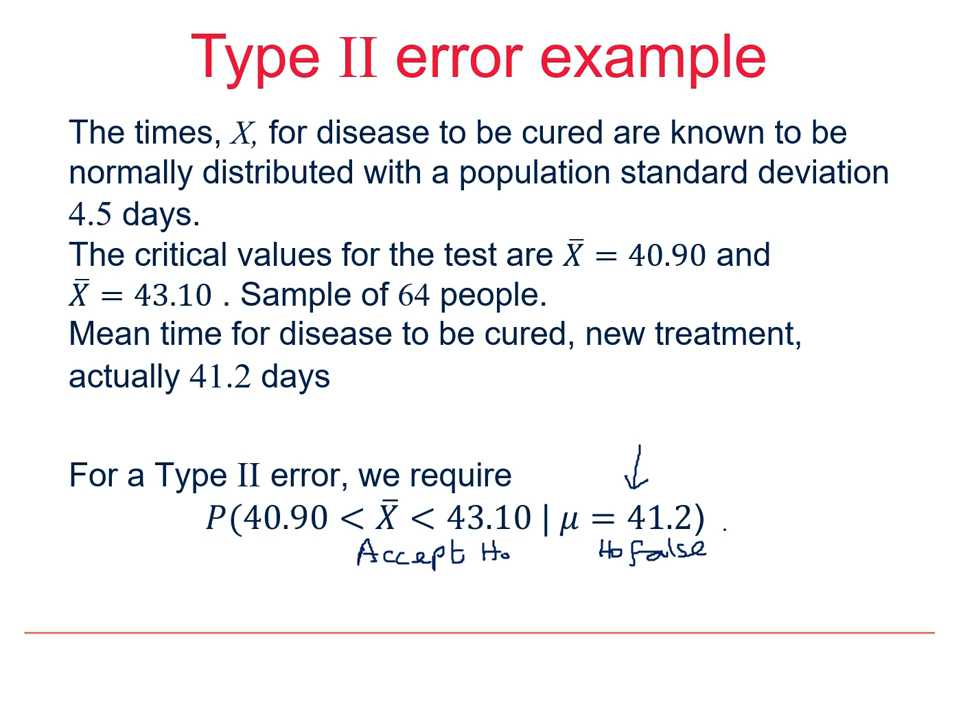 Type II error example
The times, X, for disease to be cured are known to be
normally distributed with a population standard deviation
4.5 days.
The critical values for the test are X̄ = 40.90 and
X̄ = 43.10 . Sample of 64 people.
Mean time for disease to be cured, new treatment,
actually 41.2 days
For a Type II error, we require
P(40.90 < X̄ < 43.10 | μ = 41.2) .
Accept H₀ H₀ False